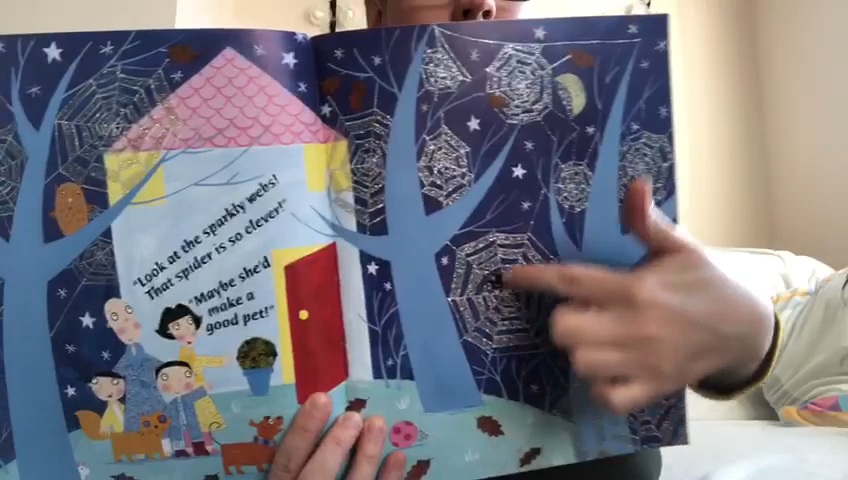 "Look at the sparkly webs!
That spider is so clever!"
"Maybe she'd
make a
good pet!"